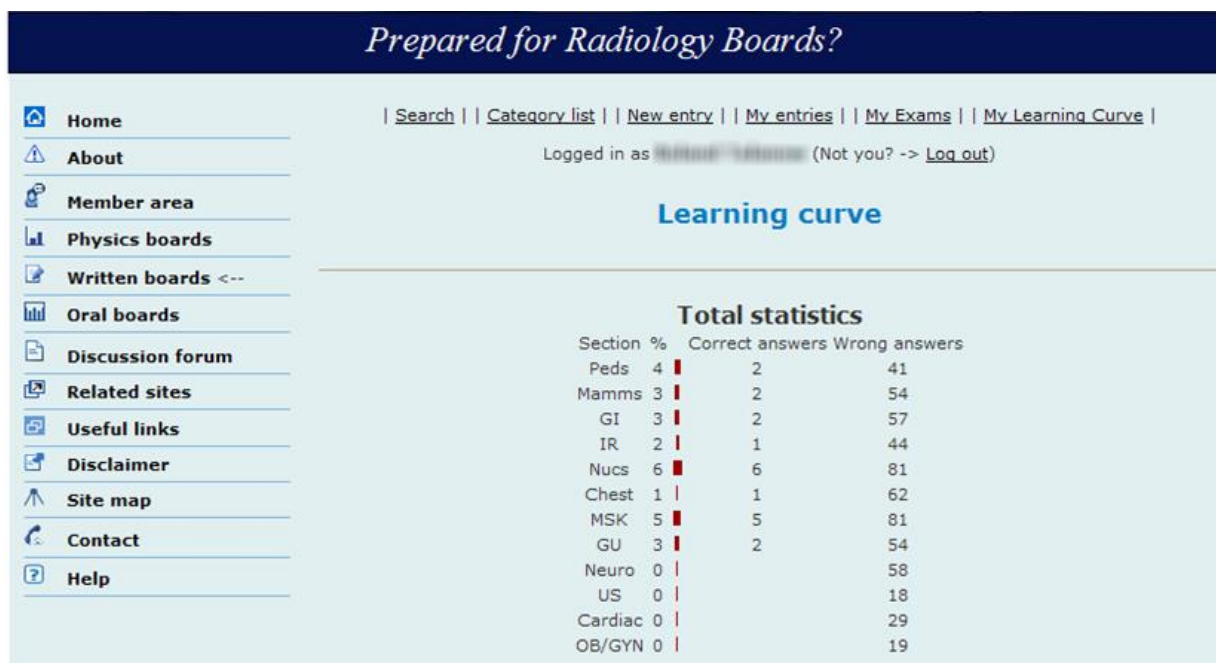 Prepared for Radiology Boards?
| Search | | Category list | | New entry | | My entries | | My Exams | | My Learning Curve |
Logged in as (Not you? -> Log out)
Home
About
Member area
Physics boards
Written boards <--
Oral boards
Discussion forum
Related sites
Useful links
Disclaimer
Site map
Contact
Help
Learning curve
Total statistics
Section % Correct answers Wrong answers
Peds 4 2 41
Mamms 3 2 54
GI 3 2 57
IR 2 1 44
Nucs 6 6 81
Chest 1 1 62
MSK 5 5 81
GU 3 2 54
Neuro 0 58
US 0 18
Cardiac 0 29
OB/GYN 0 19